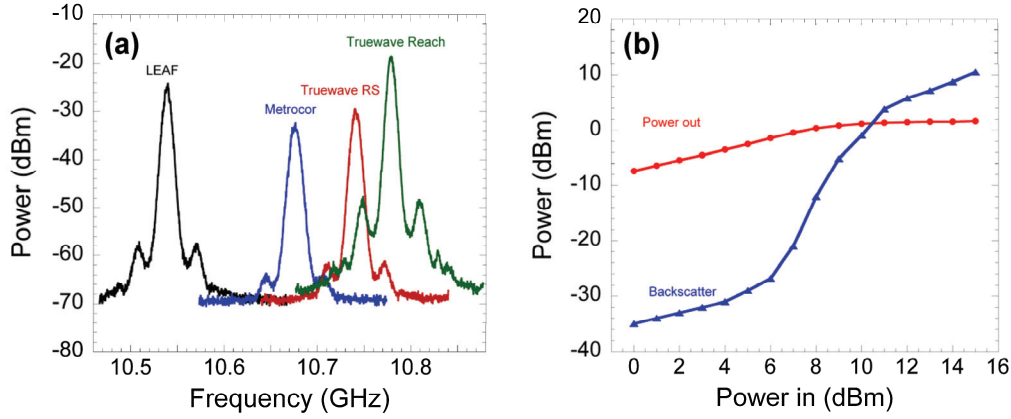 (a)
LEAF
Metrocor
Truewave RS
Truewave Reach
Power (dBm)
-10
-20
-30
-40
-50
-60
-70
-80
10.5
10.6
10.7
10.8
Frequency (GHz)
(b)
Power out
Backscatter
Power (dBm)
20
10
0
-10
-20
-30
-40
0
2
4
6
8
10
12
14
16
Power in (dBm)